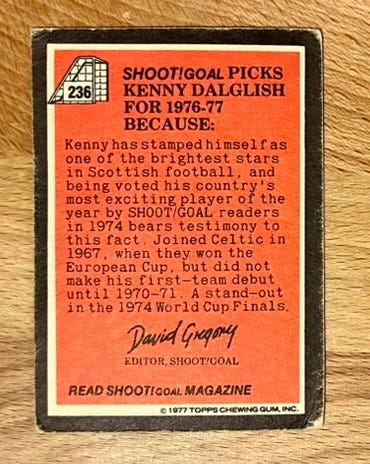 236
SHOOT!GOAL PICKS
KENNY DALGLISH
FOR 1976-77
BECAUSE:
Kenny has stamped himself as
one of the brightest stars
in Scottish football, and
being voted his country's
most exciting player of the
year by SHOOT/GOAL readers
in 1974 bears testimony to
this fact. Joined Celtic in
1967, when they won the
European Cup, but did not
make his first-team debut
until 1970-71. A stand-out
in the 1974 World Cup Finals.
David Gregory
EDITOR, SHOOT/GOAL
READ SHOOT!GOAL MAGAZINE
© 1977 TOPPS CHEWING GUM, INC.